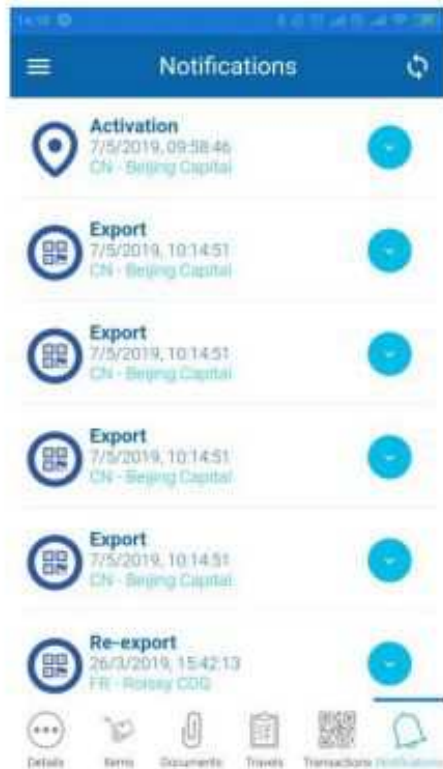 14:10
Notifications
Activation
7/5/2019, 09:58:46
CN - Beijing Capital
Export
7/5/2019, 10:14:51
CN - Beijing Capital
Export
7/5/2019, 10:14:51
CN - Beijing Capital
Export
7/5/2019, 10:14:51
CN - Beijing Capital
Export
7/5/2019, 10:14:51
CN - Beijing Capital
Re-export
26/3/2019, 15:42:13
FR - Roissy CDG
Details Items Documents Travels Transactions Notifications